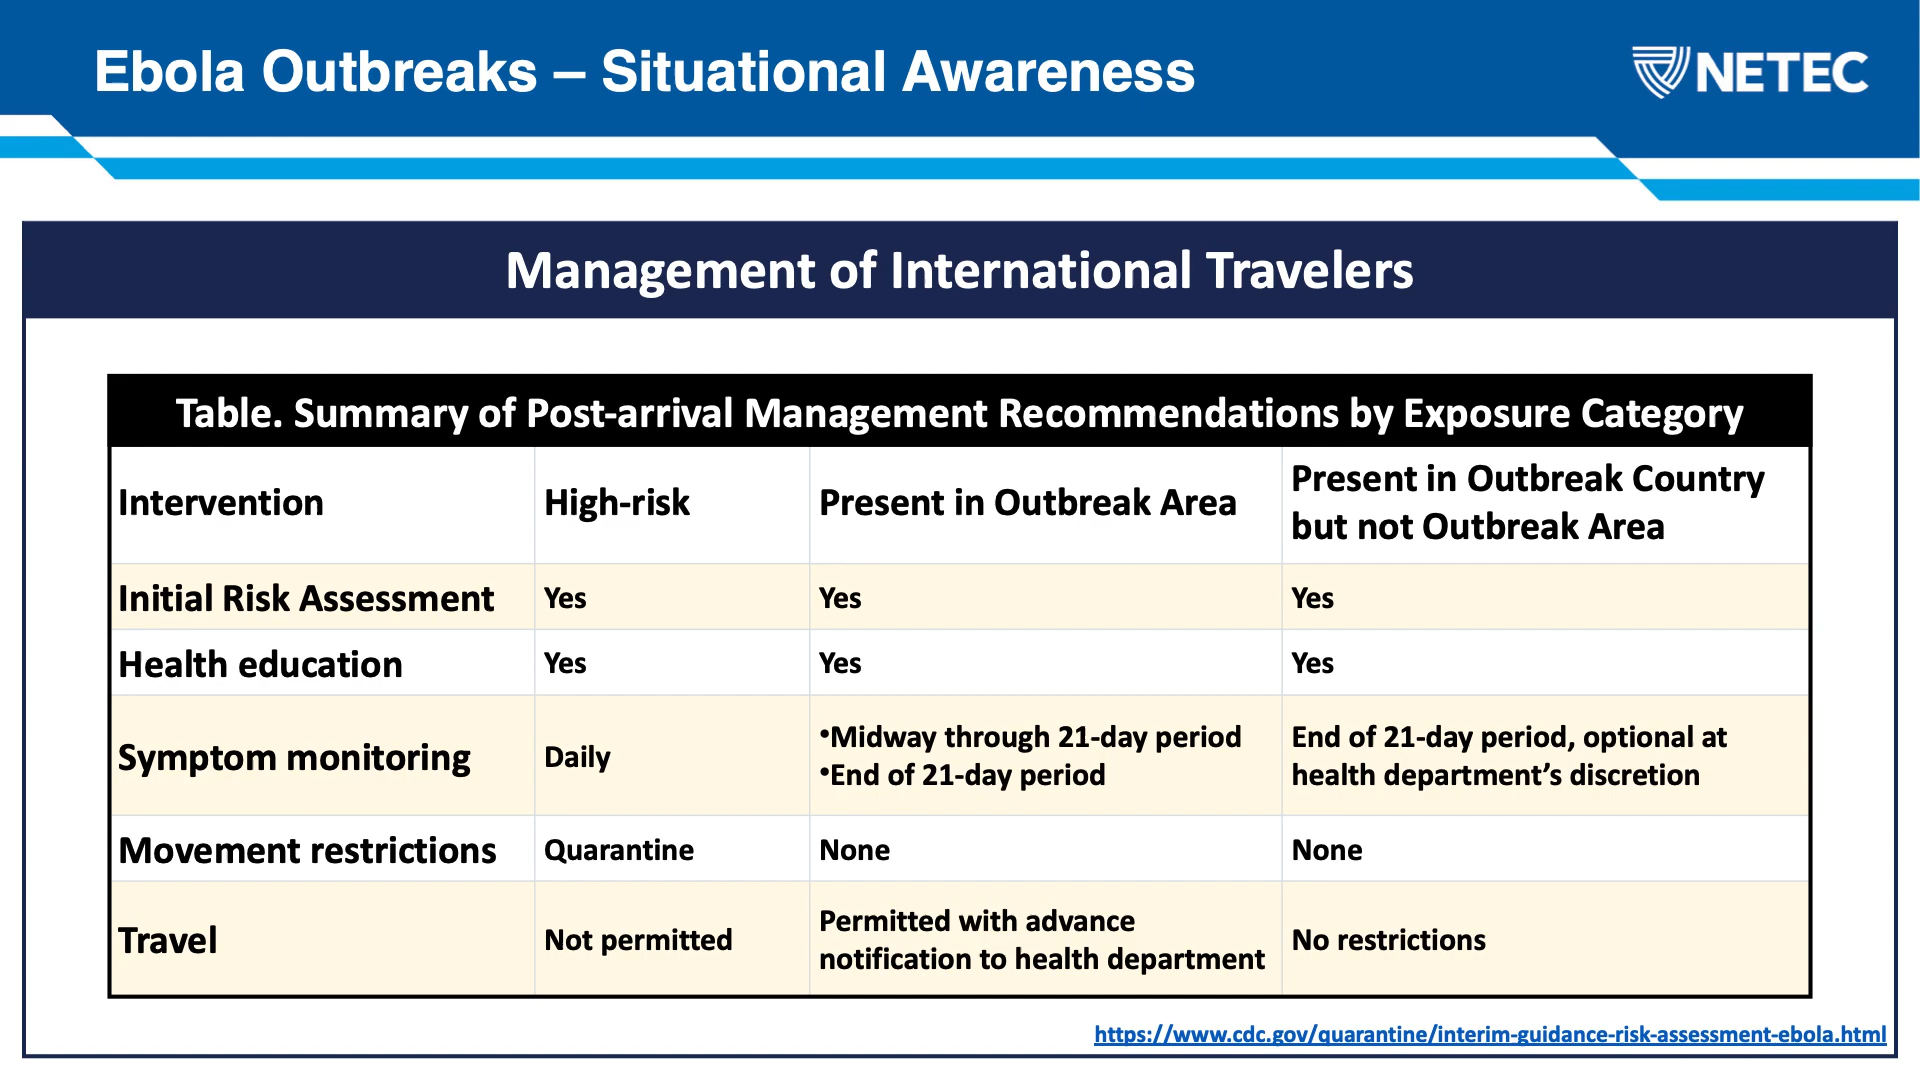 Ebola Outbreaks – Situational Awareness
NETEC
Management of International Travelers
Table. Summary of Post-arrival Management Recommendations by Exposure Category
Intervention
High-risk
Present in Outbreak Area
Present in Outbreak Country
but not Outbreak Area
Initial Risk Assessment
Yes
Yes
Yes
Health education
Yes
Yes
Yes
Symptom monitoring
Daily
•Midway through 21-day period
•End of 21-day period
End of 21-day period, optional at
health department’s discretion
Movement restrictions
Quarantine
None
None
Travel
Not permitted
Permitted with advance
notification to health department
No restrictions
https://www.cdc.gov/quarantine/interim-guidance-risk-assessment-ebola.html